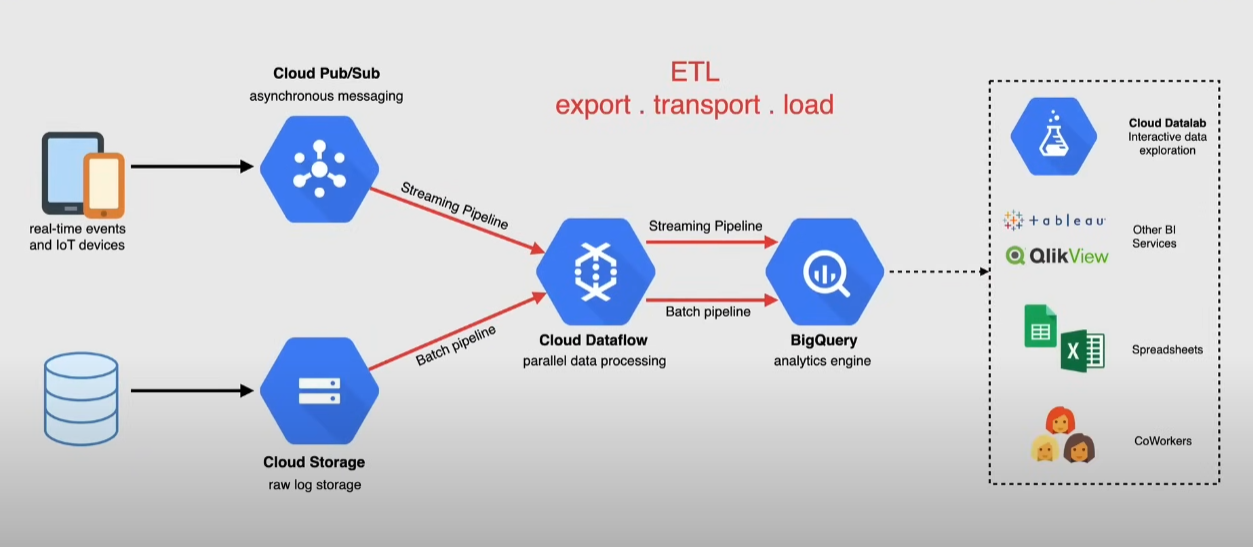 ETL
export . transport . load
Cloud Pub/Sub
asynchronous messaging
real-time events
and IoT devices
Streaming Pipeline
Batch pipeline
Cloud Storage
raw log storage
Cloud Dataflow
parallel data processing
Streaming Pipeline
Batch pipeline
BigQuery
analytics engine
Cloud Datalab
Interactive data
exploration
+ a b | e a u
QlikView
Other BI
Services
X
Spreadsheets
CoWorkers